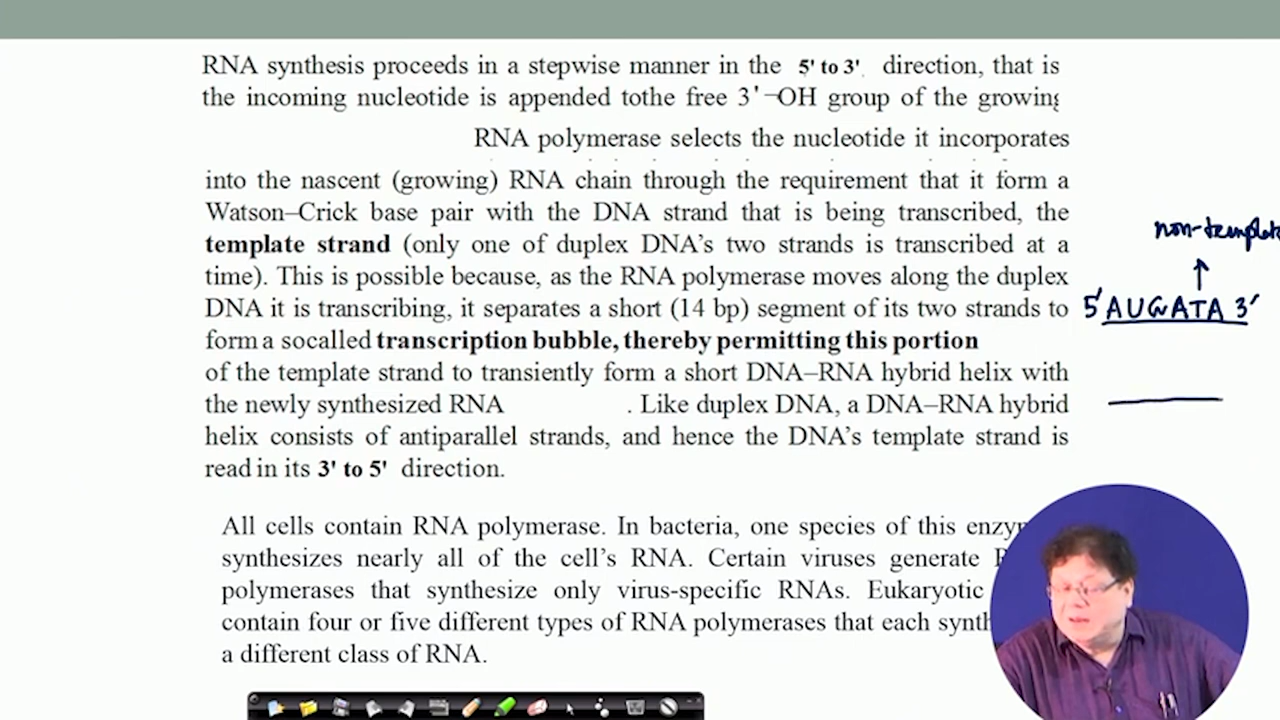 RNA synthesis proceeds in a stepwise manner in the 5' to 3' direction, that is
the incoming nucleotide is appended tothe free 3'–OH group of the growing
RNA polymerase selects the nucleotide it incorporates
into the nascent (growing) RNA chain through the requirement that it form a
Watson–Crick base pair with the DNA strand that is being transcribed, the
template strand (only one of duplex DNA's two strands is transcribed at a
time). This is possible because, as the RNA polymerase moves along the duplex
DNA it is transcribing, it separates a short (14 bp) segment of its two strands to
form a socalled transcription bubble, thereby permitting this portion
of the template strand to transiently form a short DNA–RNA hybrid helix with
the newly synthesized RNA . Like duplex DNA, a DNA–RNA hybrid
helix consists of antiparallel strands, and hence the DNA's template strand is
read in its 3' to 5' direction.
non-template
↑
5' AUGATA 3'
All cells contain RNA polymerase. In bacteria, one species of this
synthesizes nearly all of the cell's RNA. Certain viruses generate
polymerases that synthesize only virus-specific RNAs. Eukaryotic
contain four or five different types of RNA polymerases that each
a different class of RNA.